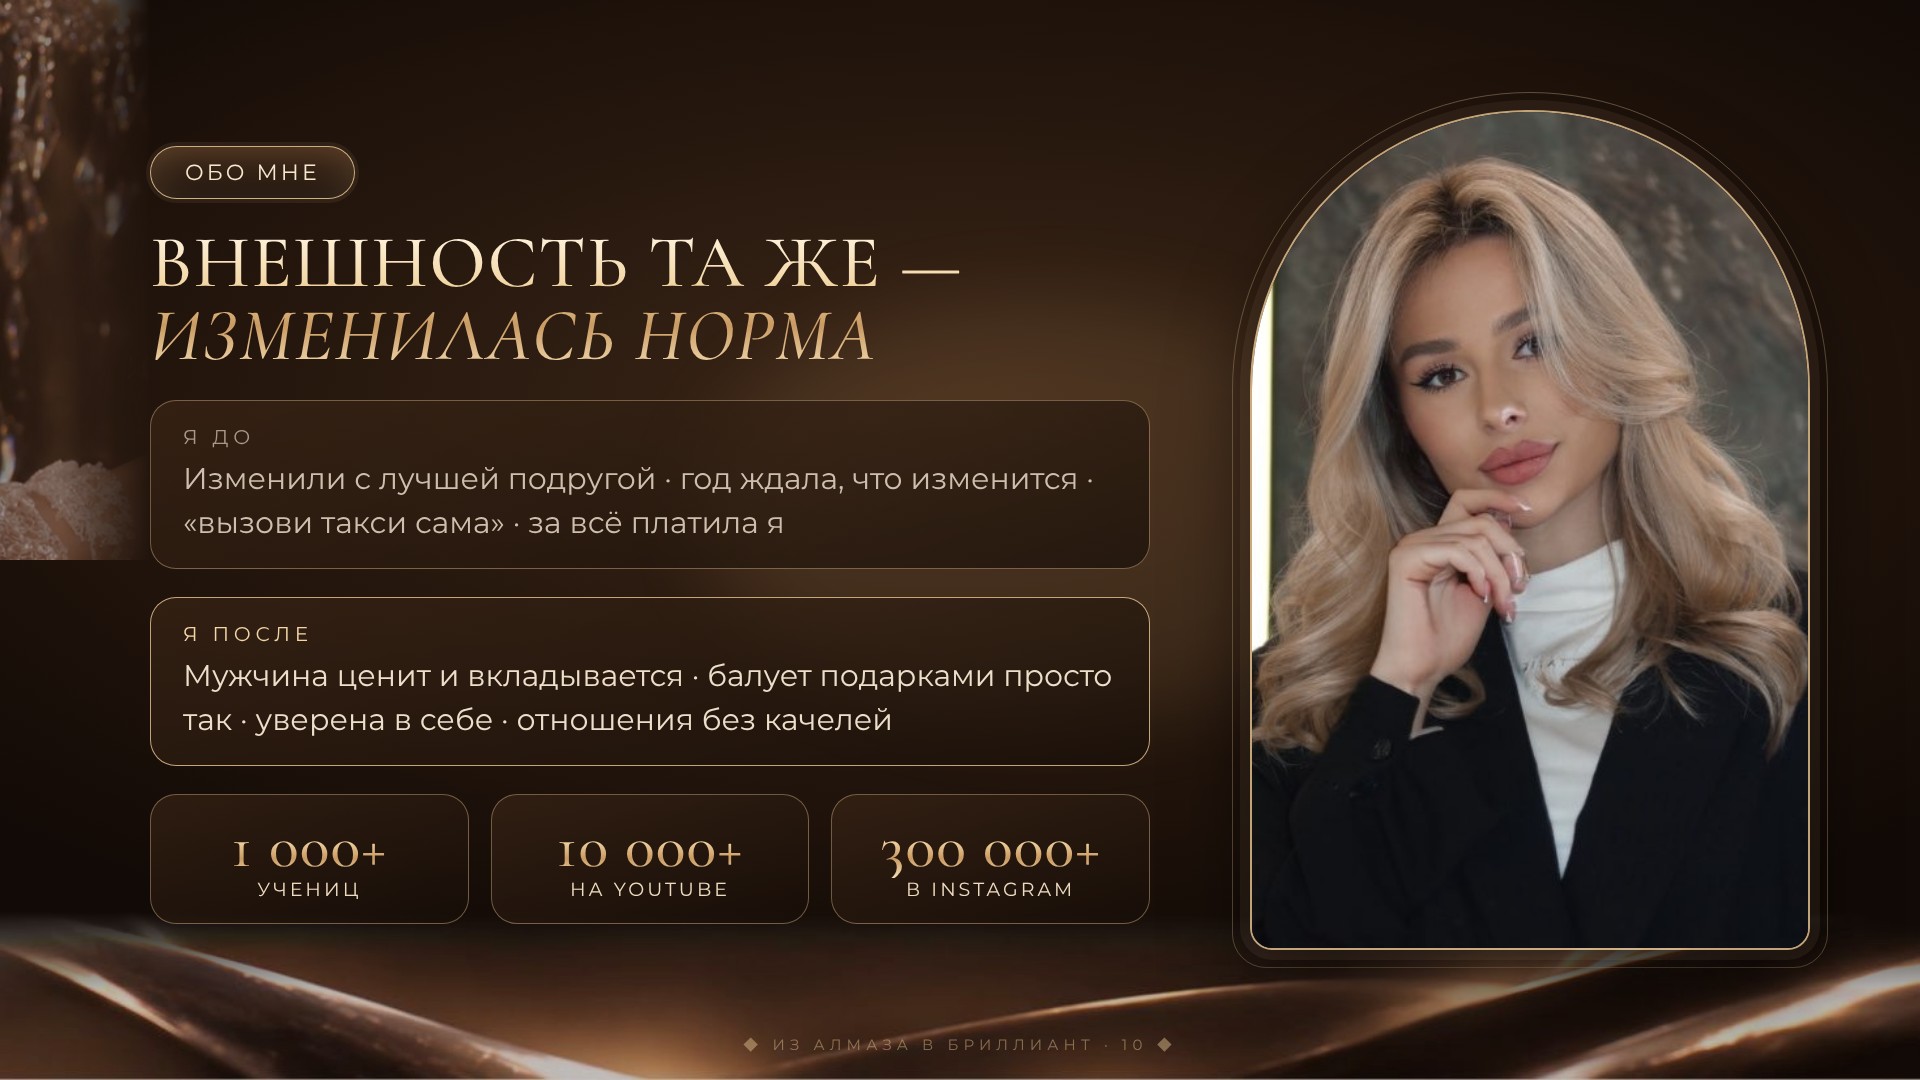 ОБО МНЕ
ВНЕШНОСТЬ ТА ЖЕ —
ИЗМЕНИЛАСЬ НОРМА
Я ДО
Изменили с лучшей подругой · год ждала, что изменится ·
«вызови такси сама» · за всё платила я
Я ПОСЛЕ
Мужчина ценит и вкладывается · балует подарками просто
так · уверена в себе · отношения без качелей
1 000+
УЧЕНИЦ
10 000+
НА YOUTUBE
300 000+
В INSTAGRAM
◆ ИЗ АЛМАЗА В БРИЛЛИАНТ · 10 ◆